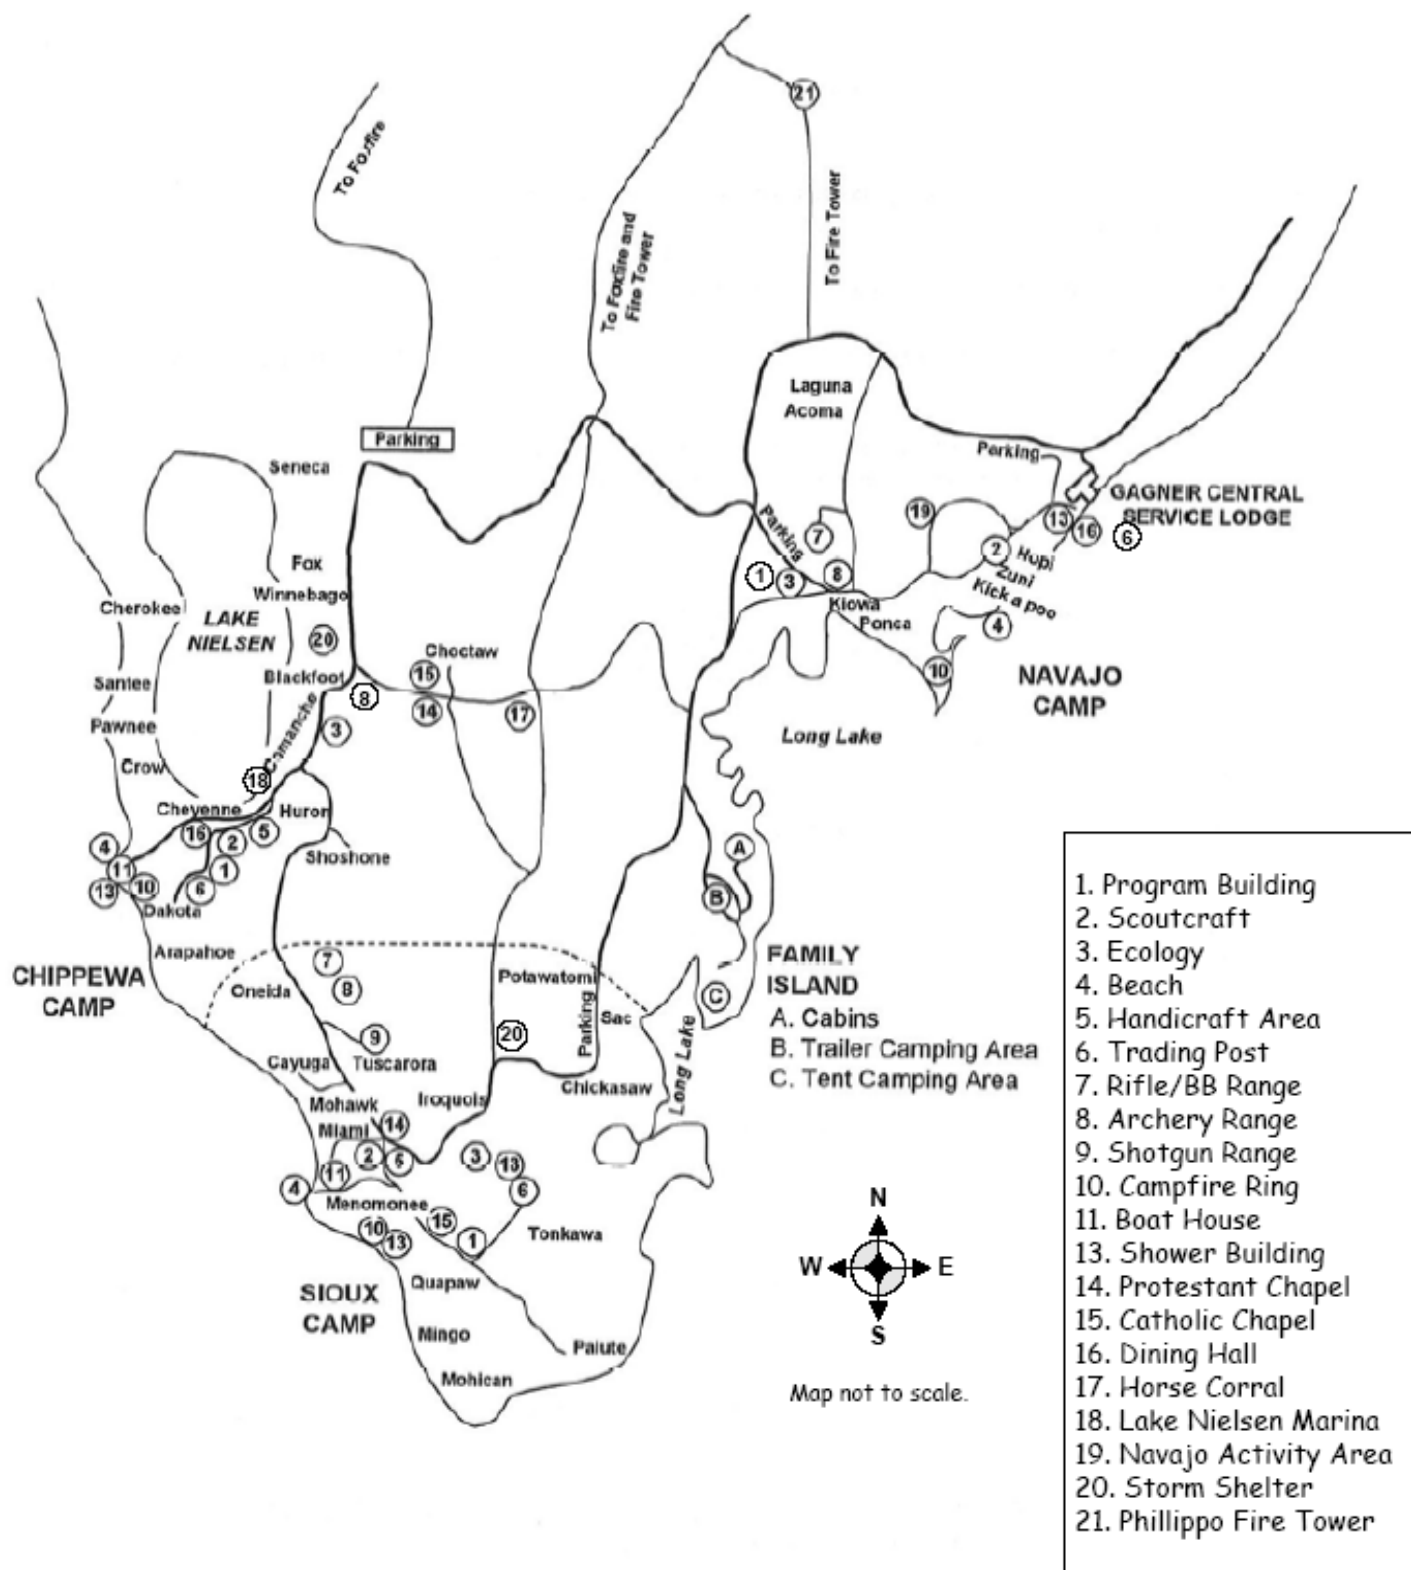 21
To Foxfire
To Foxfire and
Fire Tower
To Fire Tower
Laguna
Acoma
Parking
Seneca
Parking
GAGNIER CENTRAL
SERVICE LODGE
19
13
16
6
Parking
7
2
Hopi
Zuni
Kickapoo
Fox
Winnebago
1
3
8
Kiowa
Ponca
4
Cherokee
LAKE
NIELSEN
20
Choctaw
15
10
NAVAJO
CAMP
Santee
Blackfoot
8
14
17
Pawnee
Comanche
3
Long Lake
Crow
18
Cheyenne
Huron
16
2
5
4
11
13
10
6
1
Shoshone
A
B
Dakota
Arapahoe
CHIPPEWA
CAMP
7
8
Oneida
Potawatomi
FAMILY
ISLAND
A. Cabins
B. Trailer Camping Area
C. Tent Camping Area
C
Parking
Sac
9
20
Cayuga
Tuscarora
Chickasaw
Long Lake
Mohawk
Iroquois
Miami
14
2
6
3
13
11
4
6
Menomonee
10
13
15
1
Tonkawa
SIOUX
CAMP
Quapaw
Mingo
Paiute
Mohican
N
W
E
S
Map not to scale.
1. Program Building
2. Scoutcraft
3. Ecology
4. Beach
5. Handicraft Area
6. Trading Post
7. Rifle/BB Range
8. Archery Range
9. Shotgun Range
10. Campfire Ring
11. Boat House
13. Shower Building
14. Protestant Chapel
15. Catholic Chapel
16. Dining Hall
17. Horse Corral
18. Lake Nielsen Marina
19. Navajo Activity Area
20. Storm Shelter
21. Phillippo Fire Tower